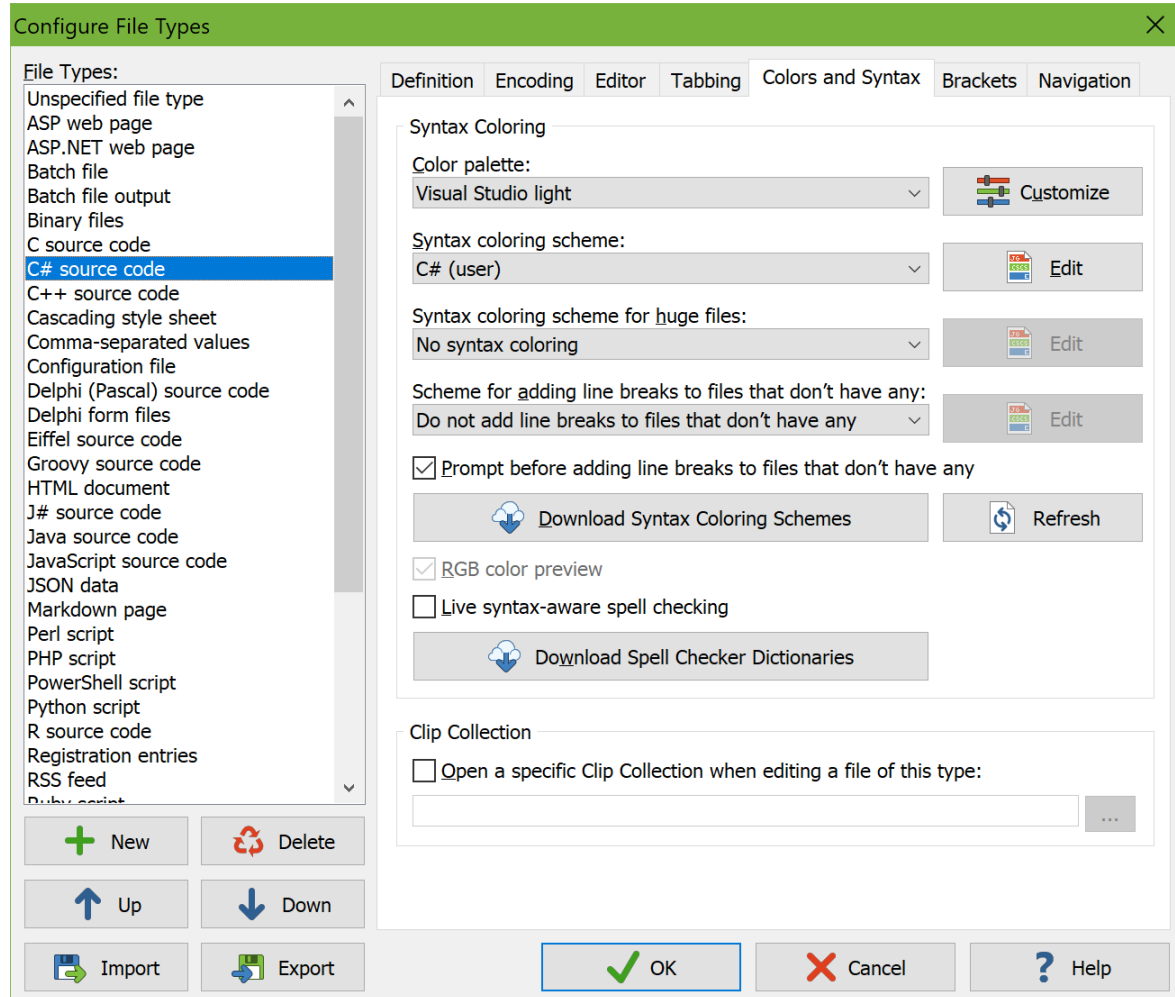 Configure File Types
File Types:
Unspecified file type
ASP web page
ASP.NET web page
Batch file
Batch file output
Binary files
C source code
C# source code
C++ source code
Cascading style sheet
Comma-separated values
Configuration file
Delphi (Pascal) source code
Delphi form files
Eiffel source code
Groovy source code
HTML document
J# source code
Java source code
JavaScript source code
JSON data
Markdown page
Perl script
PHP script
PowerShell script
Python script
R source code
Registration entries
RSS feed
Ruby script
New
Delete
Up
Down
Import
Export
Definition Encoding Editor Tabbing Colors and Syntax Brackets Navigation
Syntax Coloring
Color palette:
Visual Studio light
Customize
Syntax coloring scheme:
C# (user)
Edit
Syntax coloring scheme for huge files:
No syntax coloring
Edit
Scheme for adding line breaks to files that don’t have any:
Do not add line breaks to files that don’t have any
Edit
Prompt before adding line breaks to files that don’t have any
Download Syntax Coloring Schemes
Refresh
RGB color preview
Live syntax-aware spell checking
Download Spell Checker Dictionaries
Clip Collection
Open a specific Clip Collection when editing a file of this type:
...
OK
Cancel
Help